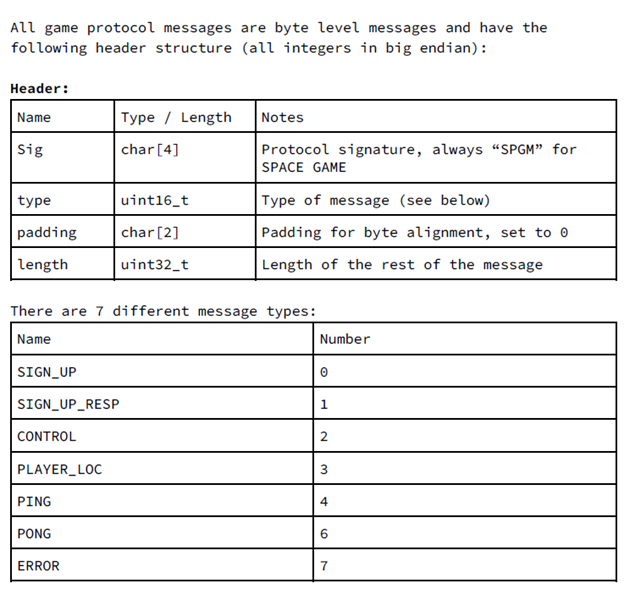 All game protocol messages are byte level messages and have the
following header structure (all integers in big endian):
Header:
Name Type / Length Notes
Sig char[4] Protocol signature, always “SPGM” for
SPACE GAME
type uint16_t Type of message (see below)
padding char[2] Padding for byte alignment, set to 0
length uint32_t Length of the rest of the message
There are 7 different message types:
Name Number
SIGN_UP 0
SIGN_UP_RESP 1
CONTROL 2
PLAYER_LOC 3
PING 4
PONG 6
ERROR 7